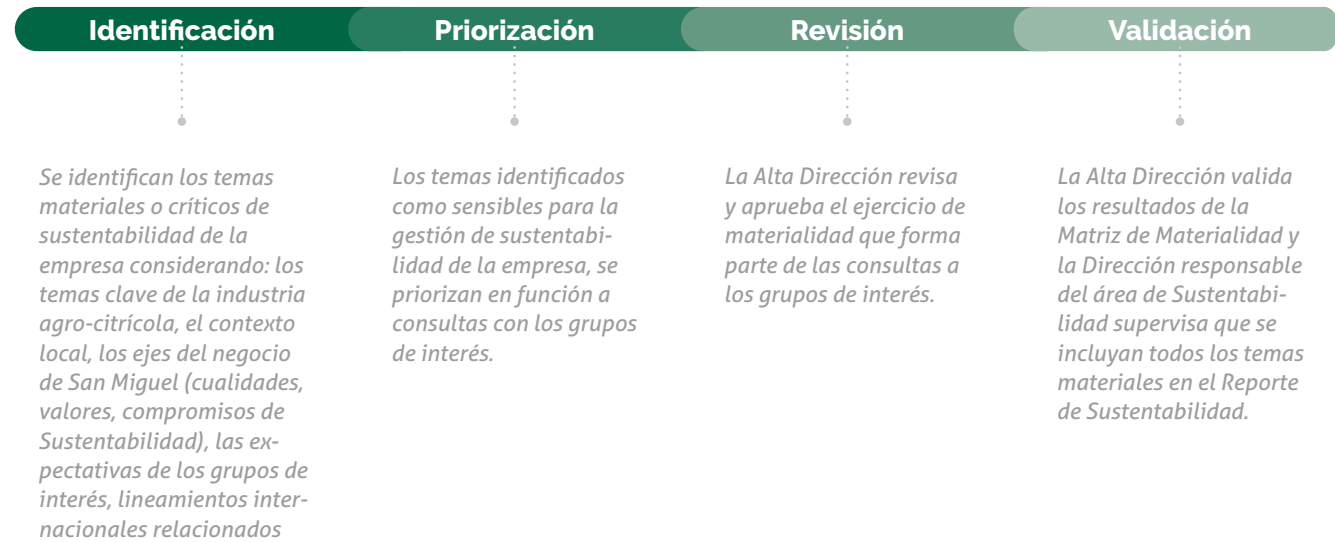 Identificación
Priorización
Revisión
Validación
Se identifican los temas
materiales o críticos de
sustentabilidad de la
empresa considerando: los
temas clave de la industria
agro-citrícola, el contexto
local, los ejes del negocio
de San Miguel (cualidades,
valores, compromisos de
Sustentabilidad), las ex-
pectativas de los grupos de
interés, lineamientos inter-
nacionales relacionados
Los temas identificados
como sensibles para la
gestión de sustentabi-
lidad de la empresa, se
priorizan en función a
consultas con los grupos
de interés.
La Alta Dirección revisa
y aprueba el ejercicio de
materialidad que forma
parte de las consultas a
los grupos de interés.
La Alta Dirección valida
los resultados de la
Matriz de Materialidad y
la Dirección responsable
del área de Sustentabi-
lidad supervisa que se
incluyan todos los temas
materiales en el Reporte
de Sustentabilidad.